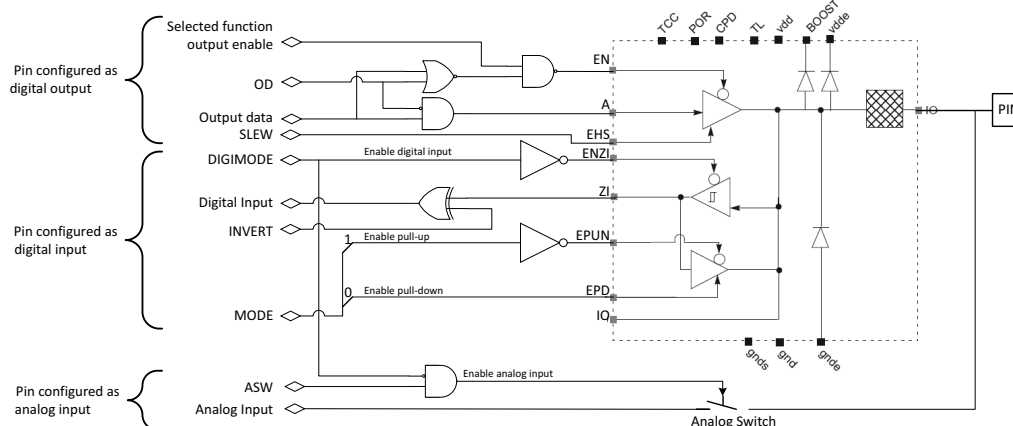 Selected function
output enable
Pin configured as
digital output
OD
Output data
SLEW
DIGIMODE
Enable digital input
Digital Input
INVERT
Pin configured as
digital input
1
Enable pull-up
0
Enable pull-down
MODE
Pin configured as
analog input
ASW
Enable analog input
Analog Input
Analog Switch
TCC
POR
CPD
TL
vdd
BOOST
vdde
EN
A
EHS
ENZI
ZI
EPUN
EPD
IO
gnds
gnd
gnde
IO